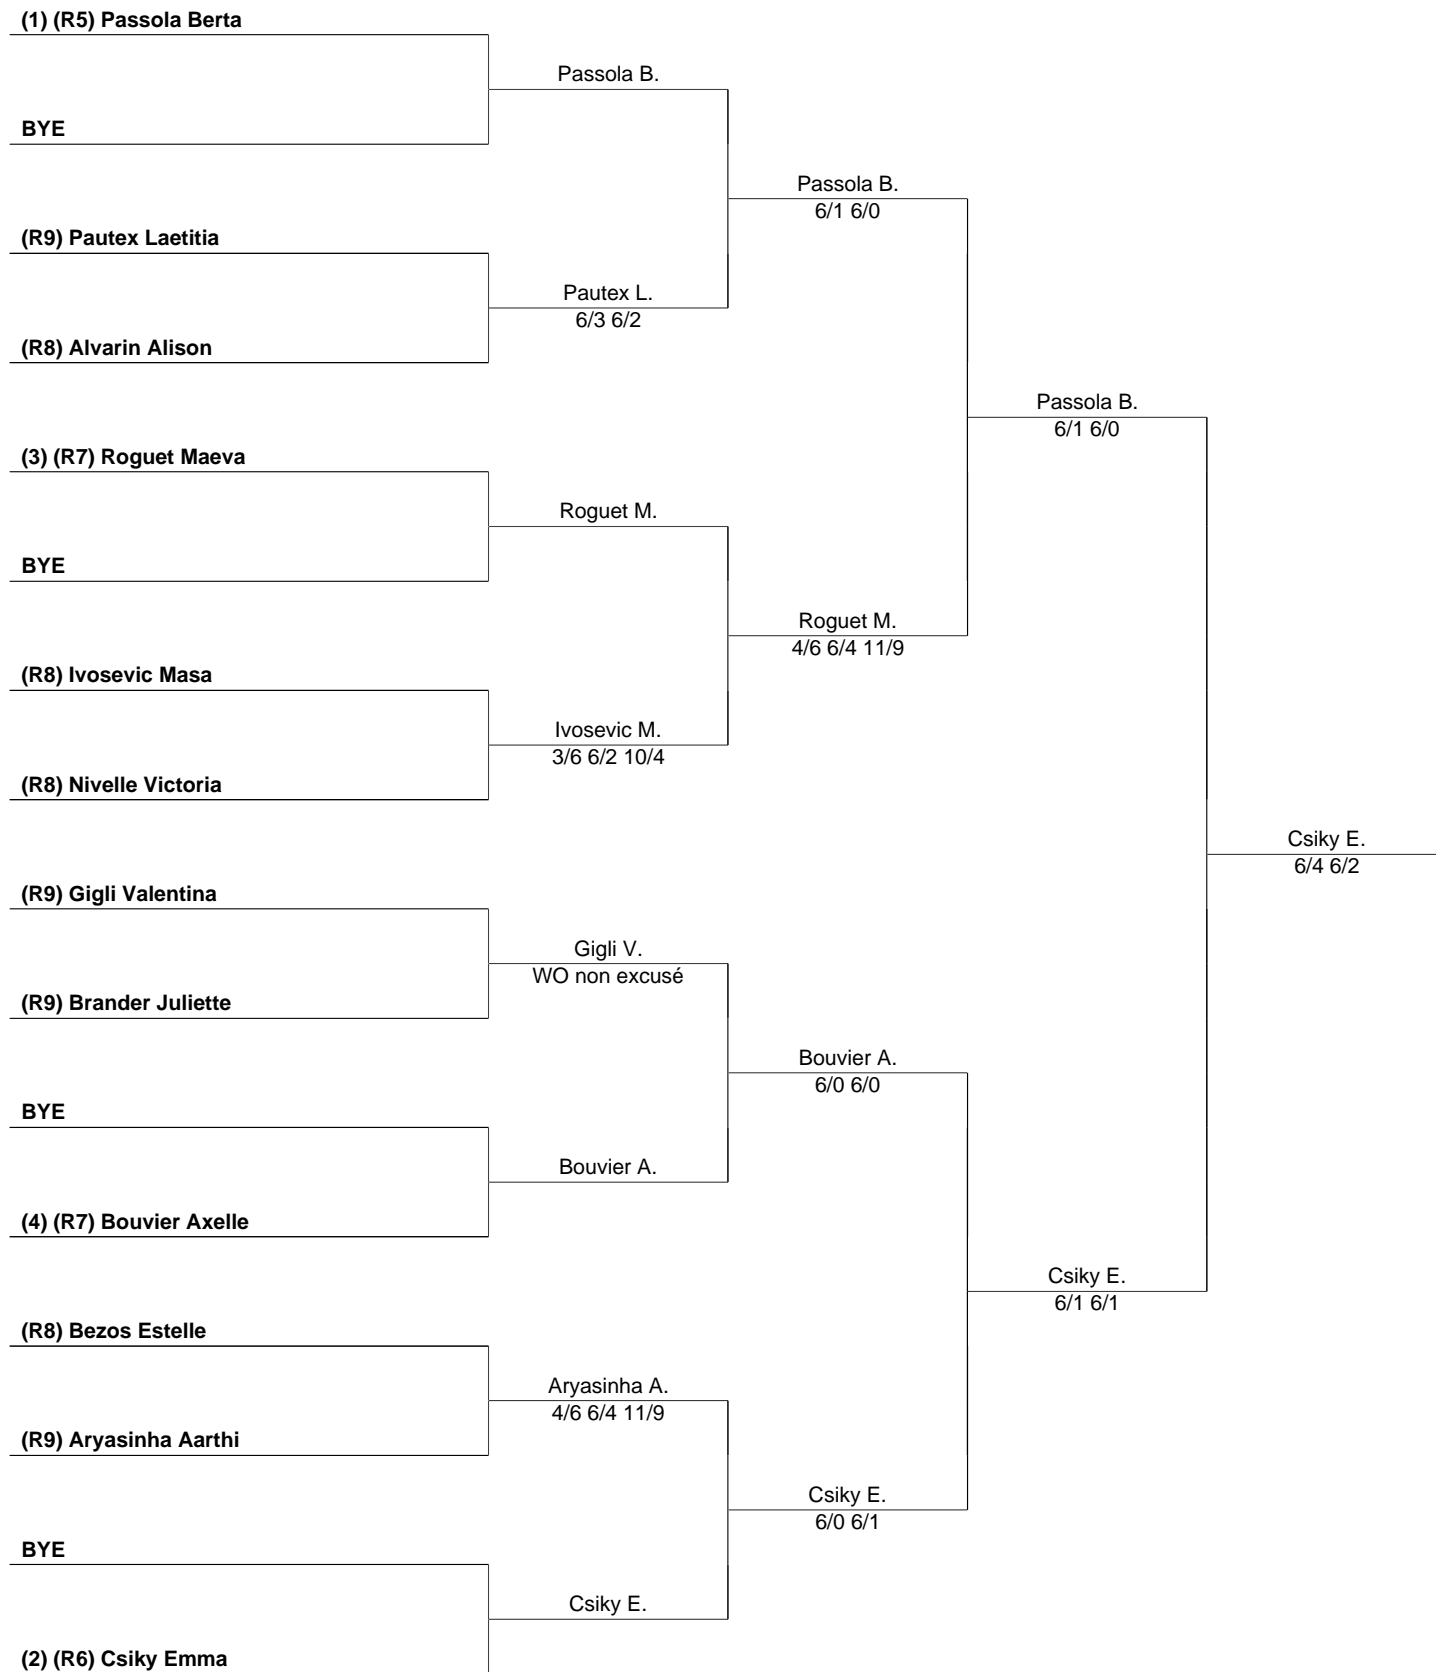 (1) (R5) Passola Berta
Passola B.
BYE
Passola B.
6/1 6/0
(R9) Pautex Laetitia
Pautex L.
6/3 6/2
(R8) Alvarin Alison
Passola B.
6/1 6/0
(3) (R7) Roguet Maeva
Roguet M.
BYE
Roguet M.
4/6 6/4 11/9
(R8) Ivosevic Masa
Ivosevic M.
3/6 6/2 10/4
(R8) Nivelle Victoria
Csiky E.
6/4 6/2
(R9) Gigli Valentina
Gigli V.
WO non excusé
(R9) Brander Juliette
Bouvier A.
6/0 6/0
BYE
Bouvier A.
(4) (R7) Bouvier Axelle
Csiky E.
6/1 6/1
(R8) Bezos Estelle
Aryasinha A.
4/6 6/4 11/9
(R9) Aryasinha Aarthi
Csiky E.
6/0 6/1
BYE
Csiky E.
(2) (R6) Csiky Emma